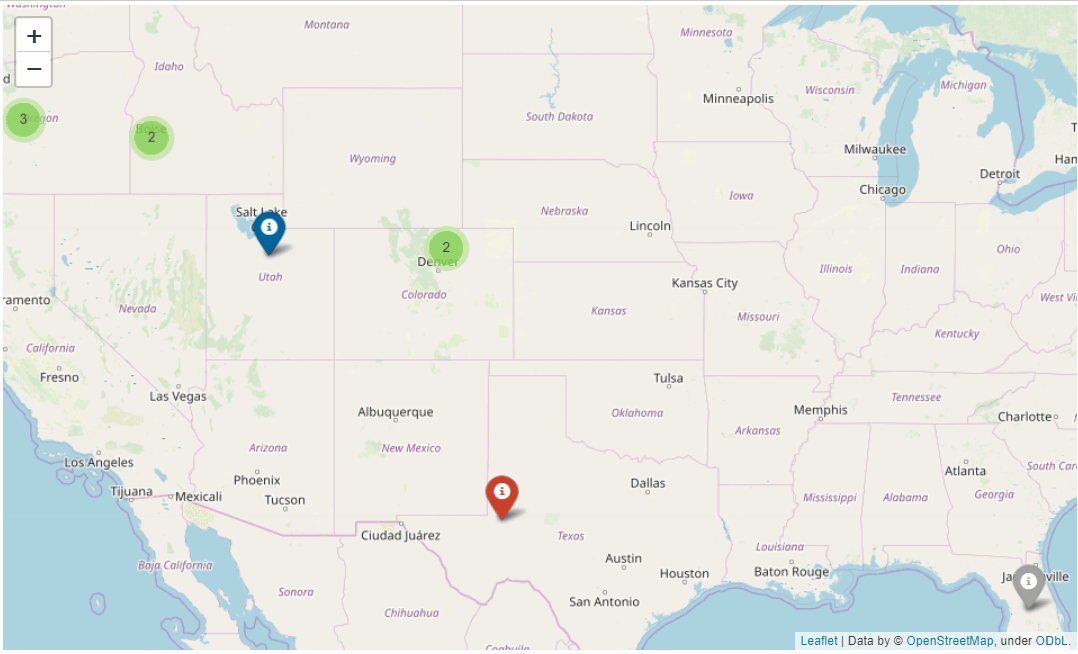 Washington
+
Montana
Minnesota
−
Idaho
Michigan
d
Wisconsin
Minneapolis
3
egon
South Dakota
Boise
2
T
Milwaukee
Wyoming
Ham
Detroit
Chicago
Iowa
Salt Lake
Nebraska
Lincoln
2
Ohio
Denver
Utah
Illinois
Indiana
Kansas City
Colorado
West Vi
ramento
Nevada
Kansas
Missouri
Kentucky
California
Fresno
Tulsa
Las Vegas
Tennessee
Albuquerque
Oklahoma
Memphis
Charlotte
Arkansas
Arizona
New Mexico
Los Angeles
South Car
Atlanta
Phoenix
Dallas
Tijuana
Mexicali
Tucson
Mississippi
Alabama
Georgia
Ciudad Juárez
Texas
Louisiana
Austin
Baja California
Houston
Baton Rouge
Ja
ville
Sonora
San Antonio
Chihuahua
Leaflet | Data by © OpenStreetMap, under ODbL.
Coahuila